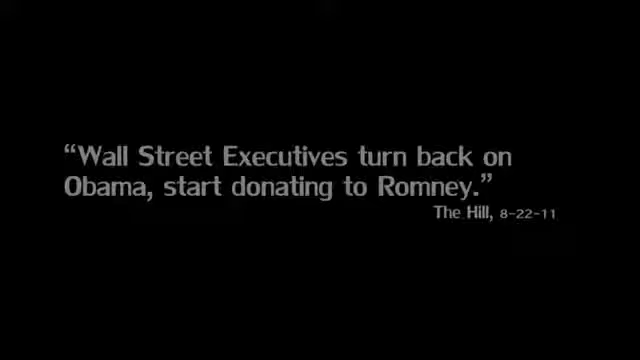 “Wall Street Executives turn back on
Obama, start donating to Romney.”
The Hill, 8-22-11